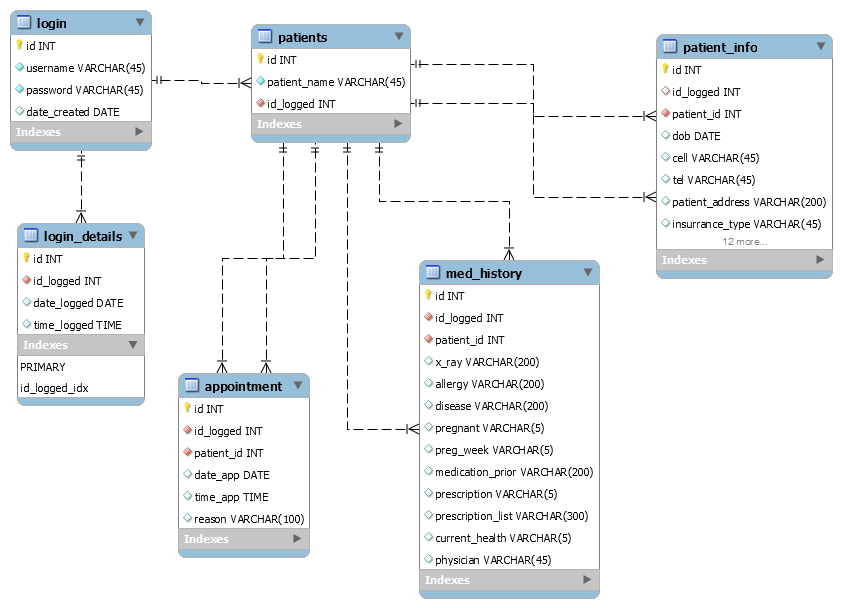 login
id INT
username VARCHAR(45)
password VARCHAR(45)
date_created DATE
Indexes
patients
id INT
patient_name VARCHAR(45)
id_logged INT
Indexes
patient_info
id INT
id_logged INT
patient_id INT
dob DATE
cell VARCHAR(45)
tel VARCHAR(45)
patient_address VARCHAR(200)
insurrance_type VARCHAR(45)
12 more...
Indexes
login_details
id INT
id_logged INT
date_logged DATE
time_logged TIME
Indexes
PRIMARY
id_logged_idx
appointment
id INT
id_logged INT
patient_id INT
date_app DATE
time_app TIME
reason VARCHAR(100)
Indexes
med_history
id INT
id_logged INT
patient_id INT
x_ray VARCHAR(200)
allergy VARCHAR(200)
disease VARCHAR(200)
pregnant VARCHAR(5)
preg_week VARCHAR(5)
medication_prior VARCHAR(200)
prescription VARCHAR(5)
prescription_list VARCHAR(300)
current_health VARCHAR(5)
physician VARCHAR(45)
Indexes